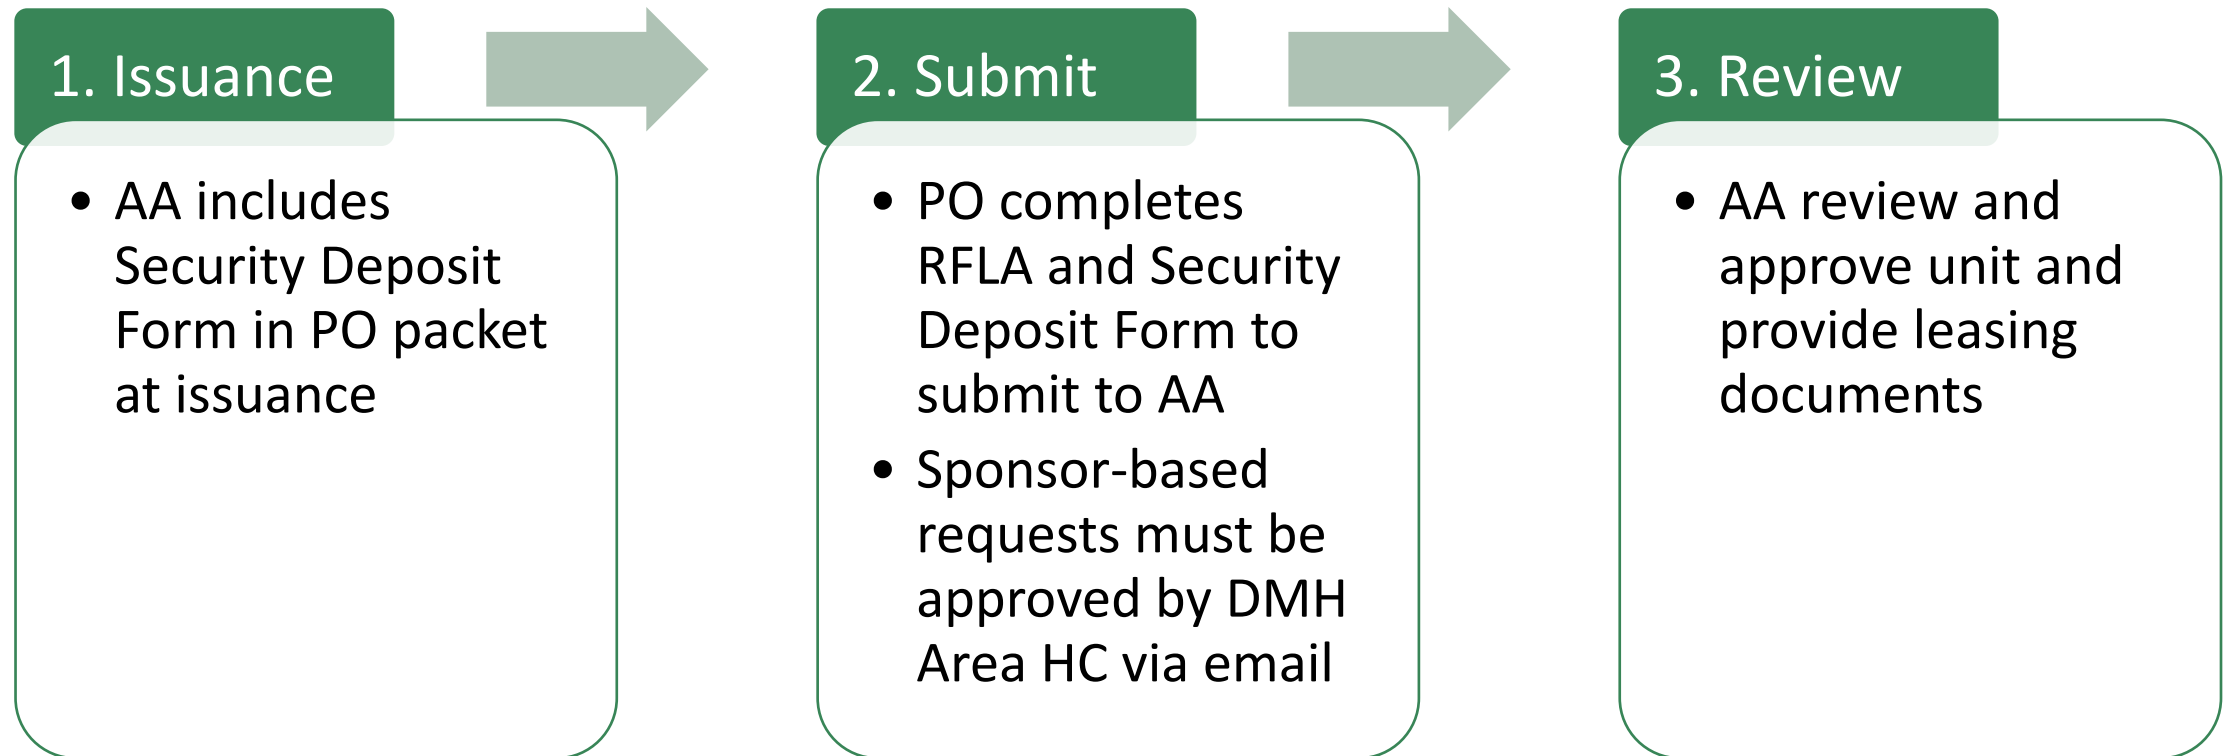 1. Issuance
• AA includes
Security Deposit
Form in PO packet
at issuance
2. Submit
• PO completes
RFLA and Security
Deposit Form to
submit to AA
• Sponsor-based
requests must be
approved by DMH
Area HC via email
3. Review
• AA review and
approve unit and
provide leasing
documents